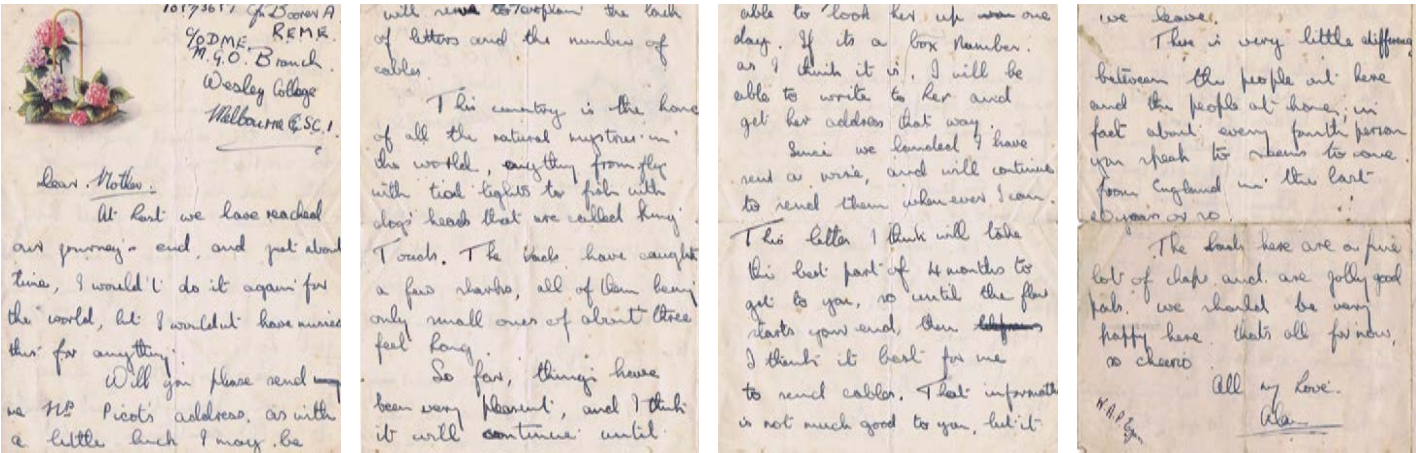 10573657 Cfn Boorer A
R.E.M.E.
C/O D.M.E.
M.G.O. Branch.
Wesley College
Melbourne S.C.1.
Dear Mother.
At last we have reached
our journey's end, and just about
time, I would't do it again for
the world, but I wouldnt have missed
this for anything.
Will you please send
me Picots address, as with
a little luck I may be
will serve to explain the lack
of letters and the number of
cables.
This country is the home
of all the natural mystries in
the world, anything from flys
with tail lights to fish with
dogs heads that are called King
Toads. The lads have caught
a few sharks, all of them being
only small ones of about three
feet long.
So far, things have
been very pleasent, and I think
it will continue until
able to look her up one
day. If its a box number.
as I think it is, I will be
able to write to her and
get her address that way.
Since we landed I have
send a wire, and will continue
to send them when ever I can.
This letter I think will take
the best part of 4 months to
get to you, so until the flow
starts your end, then
I think it best for me
to send cables. That information
is not much good to you, but it
we leave.
There is very little difference
between the people out here
and the people at home, in
fact about every fourth person
you speak to seems to come
from England in the last
10 years or so.
The lads here are a fine
lot of chaps and are jolly good
pals. we should be very
happy here. thats all for now,
so cheerio
All my Love.
Alan